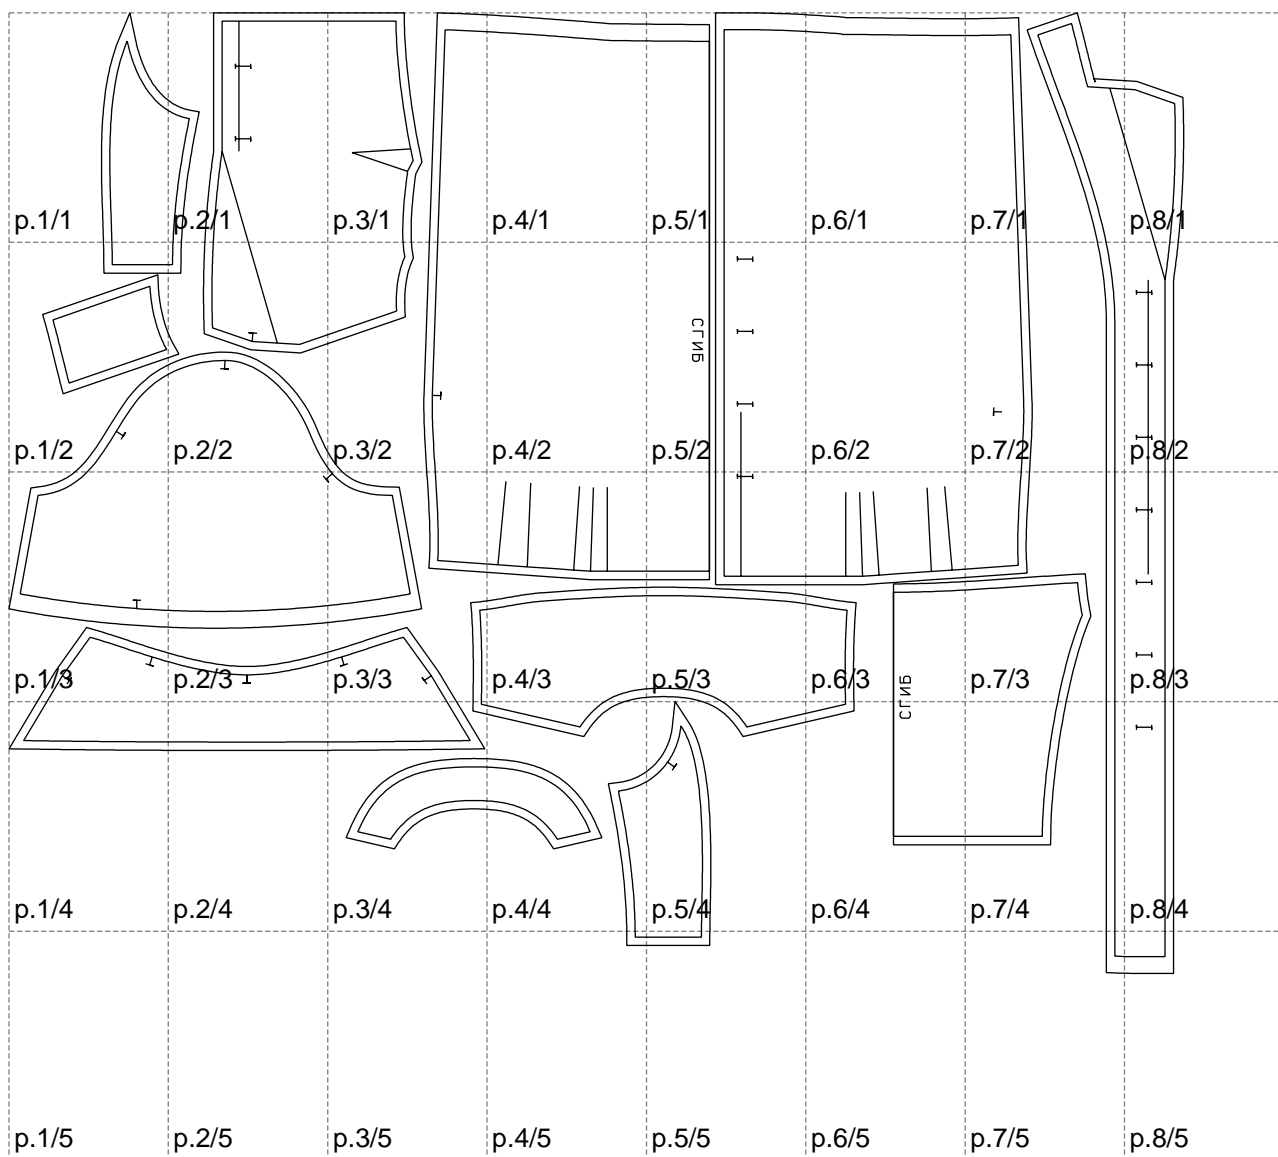 p.1/1 p.2/1 p.3/1 p.4/1 p.5/1 p.6/1 p.7/1 p.8/1
СГИБ
p.1/2 p.2/2 p.3/2 p.4/2 p.5/2 p.6/2 p.7/2 p.8/2
p.1/3 p.2/3 p.3/3 p.4/3 p.5/3 p.6/3 p.7/3 p.8/3
СГИБ
p.1/4 p.2/4 p.3/4 p.4/4 p.5/4 p.6/4 p.7/4 p.8/4
p.1/5 p.2/5 p.3/5 p.4/5 p.5/5 p.6/5 p.7/5 p.8/5